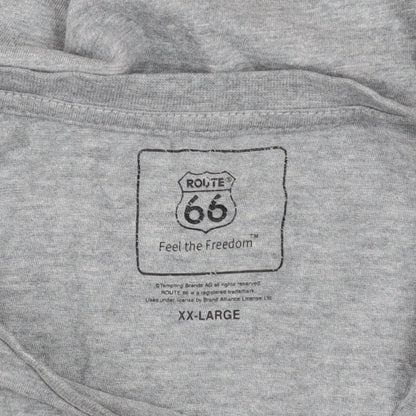 ROUTE®
66
Feel the Freedom™
©Tempting Brands AG all rights reserved
ROUTE 66 is a registered trademark.
Used under license by Brand Alliance License Ltd.
XX-LARGE